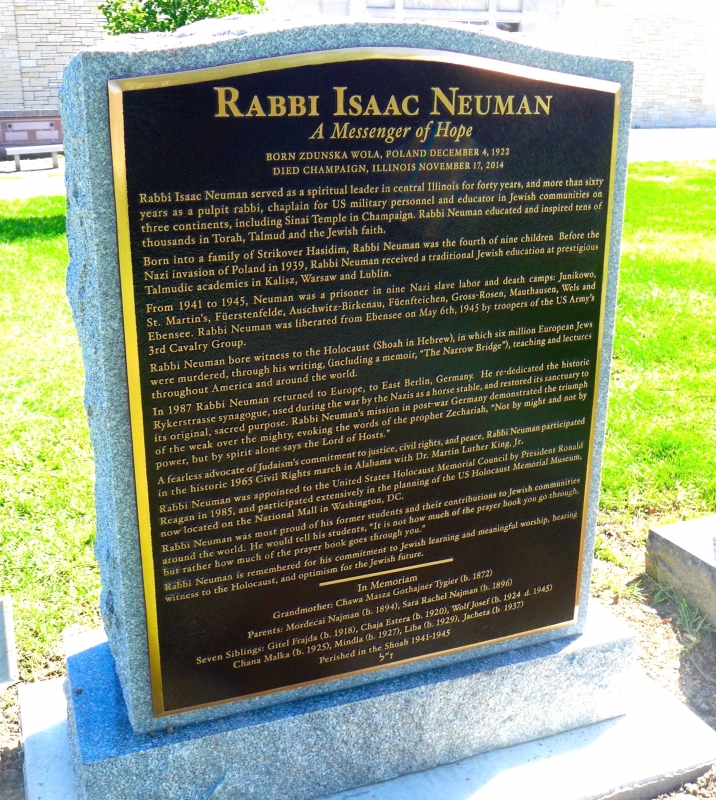 RABBI ISAAC NEUMAN
A Messenger of Hope
BORN ZDUNSKA WOLA, POLAND DECEMBER 4, 1922
DIED CHAMPAIGN, ILLINOIS NOVEMBER 17, 2014
Rabbi Isaac Neuman served as a spiritual leader in central Illinois for forty years, and more than sixty
years as a pulpit rabbi, chaplain for US military personnel and educator in Jewish communities on
three continents, including Sinai Temple in Champaign. Rabbi Neuman educated and inspired tens of
thousands in Torah, Talmud and the Jewish faith.
Born into a family of Strikover Hasidim, Rabbi Neuman was the fourth of nine children Before the
Nazi invasion of Poland in 1939, Rabbi Neuman received a traditional Jewish education at prestigious
Talmudic academies in Kalisz, Warsaw and Lublin.
From 1941 to 1945, Neuman was a prisoner in nine Nazi slave labor and death camps: Junikowo,
St. Martin's, Füerstenfelde, Auschwitz-Birkenau, Füenfteichen, Gross-Rosen, Mauthausen, Wels and
Ebensee. Rabbi Neuman was liberated from Ebensee on May 6th, 1945 by troopers of the US Army's
3rd Cavalry Group.
Rabbi Neuman bore witness to the Holocaust (Shoah in Hebrew), in which six million European Jews
were murdered, through his writing, (including a memoir, "The Narrow Bridge"), teaching and lectures
throughout America and around the world.
In 1987 Rabbi Neuman returned to Europe, to East Berlin, Germany. He re-dedicated the historic
Rykerstrasse synagogue, used during the war by the Nazis as a horse stable, and restored its sanctuary to
its original, sacred purpose. Rabbi Neuman's mission in post-war Germany demonstrated the triumph
of the weak over the mighty, evoking the words of the prophet Zechariah, "Not by might and not by
power, but by spirit alone says the Lord of Hosts."
A fearless advocate of Judaism's commitment to justice, civil rights, and peace, Rabbi Neuman participated
in the historic 1965 Civil Rights march in Alabama with Dr. Martin Luther King, Jr.
Rabbi Neuman was appointed to the United States Holocaust Memorial Council by President Ronald
Reagan in 1985, and participated extensively in the planning of the US Holocaust Memorial Museum,
now located on the National Mall in Washington, DC.
Rabbi Neuman was most proud of his former students and their contributions to Jewish communities
around the world. He would tell his students, "It is not how much of the prayer book you go through,
but rather how much of the prayer book goes through you."
Rabbi Neuman is remembered for his commitment to Jewish learning and meaningful worship, bearing
witness to the Holocaust, and optimism for the Jewish future.
In Memoriam
Grandmother: Chawa Masza Gothajner Tygier (b. 1872)
Parents: Mordecai Najman (b. 1894), Sara Rachel Najman (b. 1896)
Seven Siblings: Gitel Frajda (b. 1918), Chaja Estera (b. 1920), Wolf Josef (b. 1924 d. 1945)
Chana Malka (b. 1925), Mindla (b. 1927), Liba (b. 1929), Jacheta (b 1937)
Perished in the Shoah 1941-1945